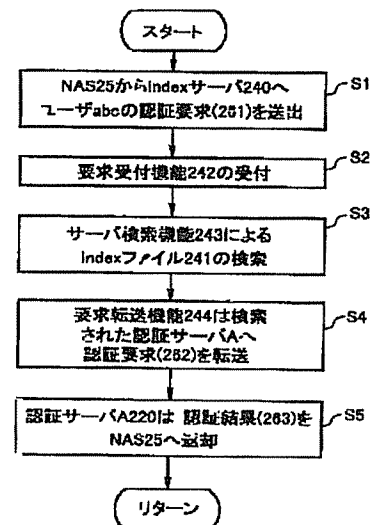 スタート
NAS25からIndexサーバ240へ
ユーザabcの認証要求(261)を送出
S1
要求受付機能242の受付
S2
サーバ検索機能243による
Indexファイル241の検索
S3
要求転送機能244は検索
された認証サーバAへ
認証要求(262)を転送
S4
認証サーバA220は 認証結果(263)を
NAS25へ返却
S5
リターン